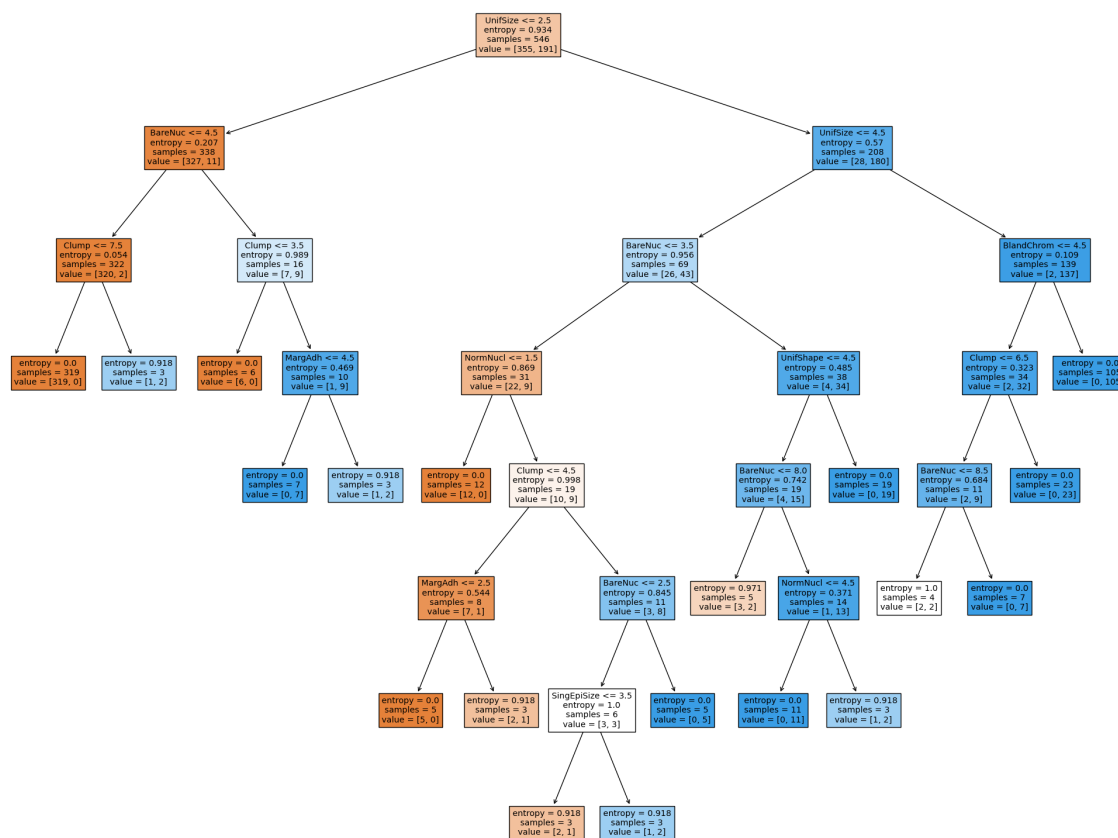 UnifSize <= 2.5
entropy = 0.934
samples = 546
value = [355, 191]
BareNuc <= 4.5
entropy = 0.207
samples = 338
value = [327, 11]
UnifSize <= 4.5
entropy = 0.57
samples = 208
value = [28, 180]
Clump <= 7.5
entropy = 0.054
samples = 322
value = [320, 2]
Clump <= 3.5
entropy = 0.989
samples = 16
value = [7, 9]
BareNuc <= 3.5
entropy = 0.956
samples = 69
value = [26, 43]
BlandChrom <= 4.5
entropy = 0.109
samples = 139
value = [2, 137]
entropy = 0.0
samples = 319
value = [319, 0]
entropy = 0.918
samples = 3
value = [1, 2]
entropy = 0.0
samples = 6
value = [6, 0]
MargAdh <= 4.5
entropy = 0.469
samples = 10
value = [1, 9]
NormNucl <= 1.5
entropy = 0.869
samples = 31
value = [22, 9]
UnifShape <= 4.5
entropy = 0.485
samples = 38
value = [4, 34]
Clump <= 6.5
entropy = 0.323
samples = 34
value = [2, 32]
entropy = 0.0
samples = 105
value = [0, 105]
entropy = 0.0
samples = 7
value = [0, 7]
entropy = 0.918
samples = 3
value = [1, 2]
entropy = 0.0
samples = 12
value = [12, 0]
Clump <= 4.5
entropy = 0.998
samples = 19
value = [10, 9]
BareNuc <= 8.0
entropy = 0.742
samples = 19
value = [4, 15]
entropy = 0.0
samples = 19
value = [0, 19]
BareNuc <= 8.5
entropy = 0.684
samples = 11
value = [2, 9]
entropy = 0.0
samples = 23
value = [0, 23]
MargAdh <= 2.5
entropy = 0.544
samples = 8
value = [7, 1]
BareNuc <= 2.5
entropy = 0.845
samples = 11
value = [3, 8]
entropy = 0.971
samples = 5
value = [3, 2]
NormNucl <= 4.5
entropy = 0.371
samples = 14
value = [1, 13]
entropy = 1.0
samples = 4
value = [2, 2]
entropy = 0.0
samples = 7
value = [0, 7]
entropy = 0.0
samples = 5
value = [5, 0]
entropy = 0.918
samples = 3
value = [2, 1]
SingEpiSize <= 3.5
entropy = 1.0
samples = 6
value = [3, 3]
entropy = 0.0
samples = 5
value = [0, 5]
entropy = 0.0
samples = 11
value = [0, 11]
entropy = 0.918
samples = 3
value = [1, 2]
entropy = 0.918
samples = 3
value = [2, 1]
entropy = 0.918
samples = 3
value = [1, 2]